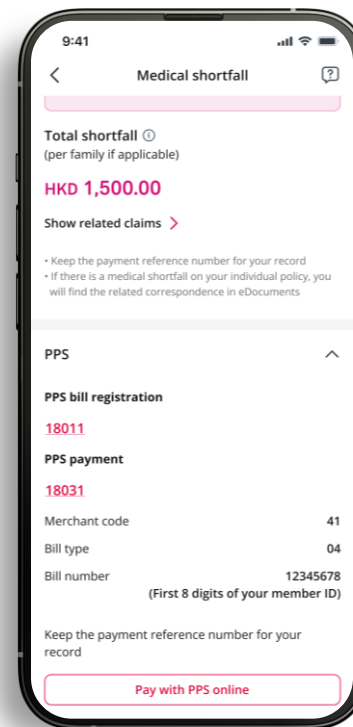 9:41
Medical shortfall
Total shortfall
(per family if applicable)
HKD 1,500.00
Show related claims
• Keep the payment reference number for your record
• If there is a medical shortfall on your individual policy, you
will find the related correspondence in eDocuments
PPS
PPS bill registration
18011
PPS payment
18031
Merchant code 41
Bill type 04
Bill number 12345678
(First 8 digits of your member ID)
Keep the payment reference number for your
record
Pay with PPS online